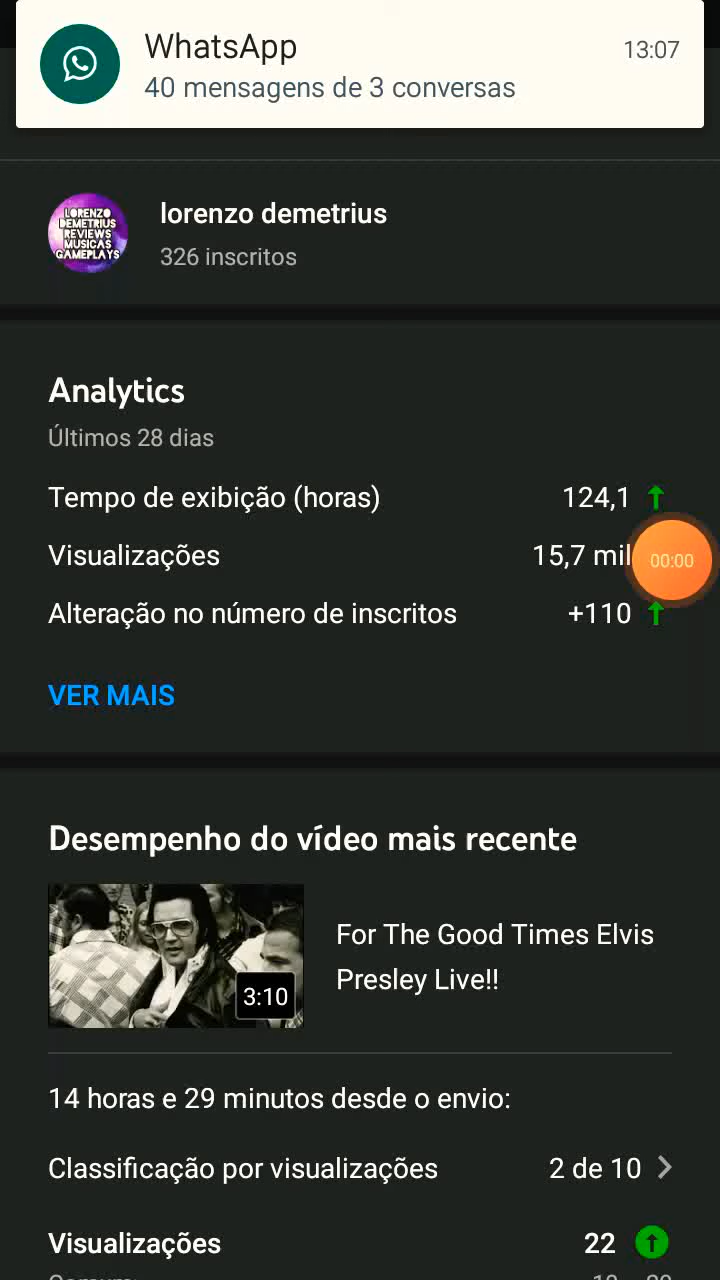 WhatsApp
13:07
40 mensagens de 3 conversas
LORENZO
DEMETRIUS
REVIEWS
MUSICAS
GAMEPLAYS
lorenzo demetrius
326 inscritos
Analytics
Últimos 28 dias
Tempo de exibição (horas) 124,1
Visualizações 15,7 mil
00:00
Alteração no número de inscritos +110
VER MAIS
Desempenho do vídeo mais recente
3:10
For The Good Times Elvis
Presley Live!!
14 horas e 29 minutos desde o envio:
Classificação por visualizações 2 de 10
Visualizações 22